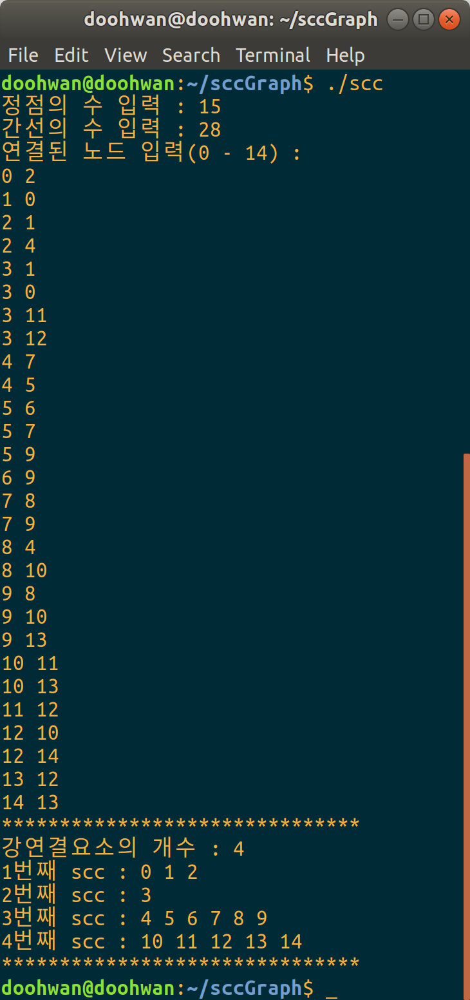 doohwan@doohwan: ~/sccGraph
File Edit View Search Terminal Help
doohwan@doohwan:~/sccGraph$ ./scc
정점의 수 입력 : 15
간선의 수 입력 : 28
연결된 노드 입력(0 - 14) :
0 2
1 0
2 1
2 4
3 1
3 0
3 11
3 12
4 7
4 5
5 6
5 7
5 9
6 9
7 8
7 9
8 4
8 10
9 8
9 10
9 13
10 11
10 13
11 12
12 10
12 14
13 12
14 13
*******************************
강연결요소의 개수 : 4
1번째 scc : 0 1 2
2번째 scc : 3
3번째 scc : 4 5 6 7 8 9
4번째 scc : 10 11 12 13 14
*******************************
doohwan@doohwan:~/sccGraph$ _